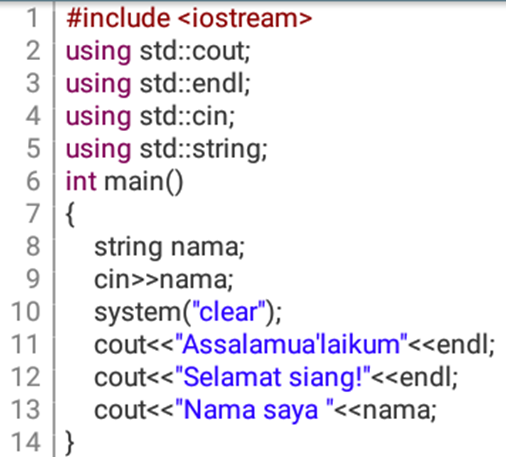 1 #include <iostream>
2 using std::cout;
3 using std::endl;
4 using std::cin;
5 using std::string;
6 int main()
7 {
8 string nama;
9 cin>>nama;
10 system("clear");
11 cout<<"Assalamua'laikum"<<endl;
12 cout<<"Selamat siang!"<<endl;
13 cout<<"Nama saya "<<nama;
14 }